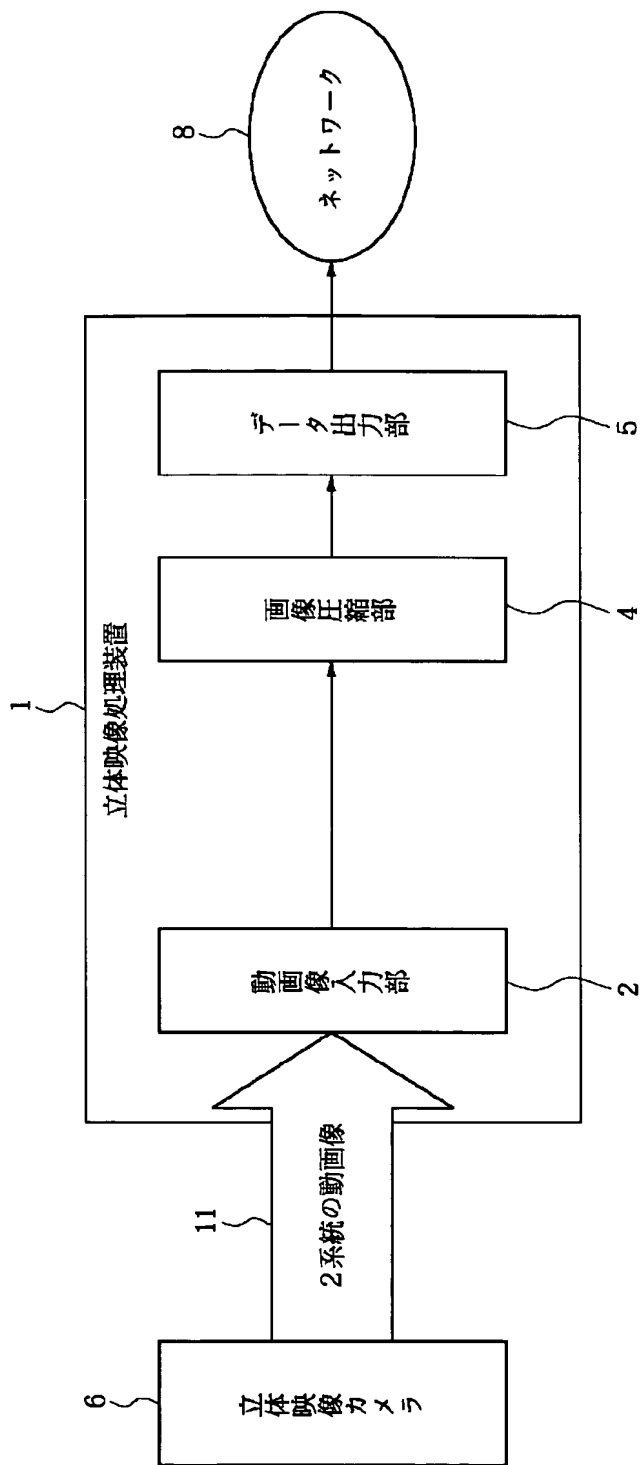 6
立体映像カメラ
11
2系統の動画像
1
立体映像処理装置
動画像入力部
2
画像圧縮部
4
データ出力部
5
8
ネットワーク